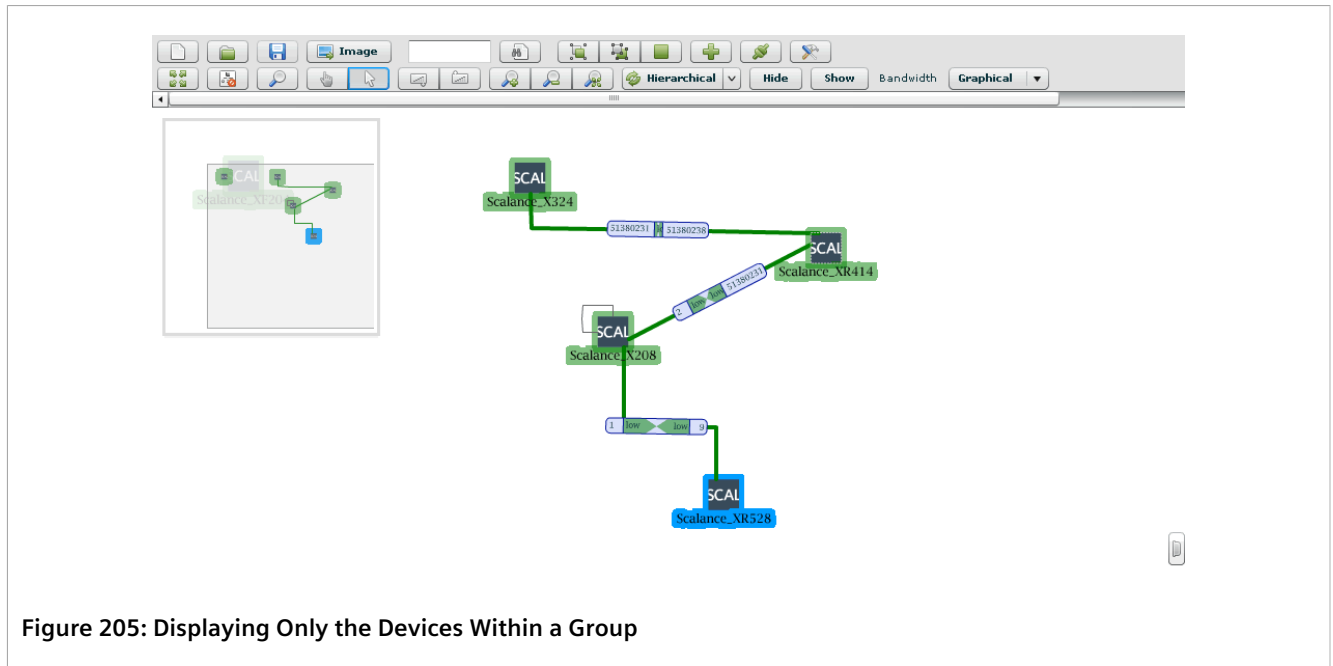 Image
Hierarchical Hide Show Bandwidth Graphical
SCAL
Scalance_X324
51380231 51380238
SCAL
Scalance_XR414
2 low low 51380231
SCAL
Scalance_X208
1 low low 9
SCAL
Scalance_XR528
Figure 205: Displaying Only the Devices Within a Group